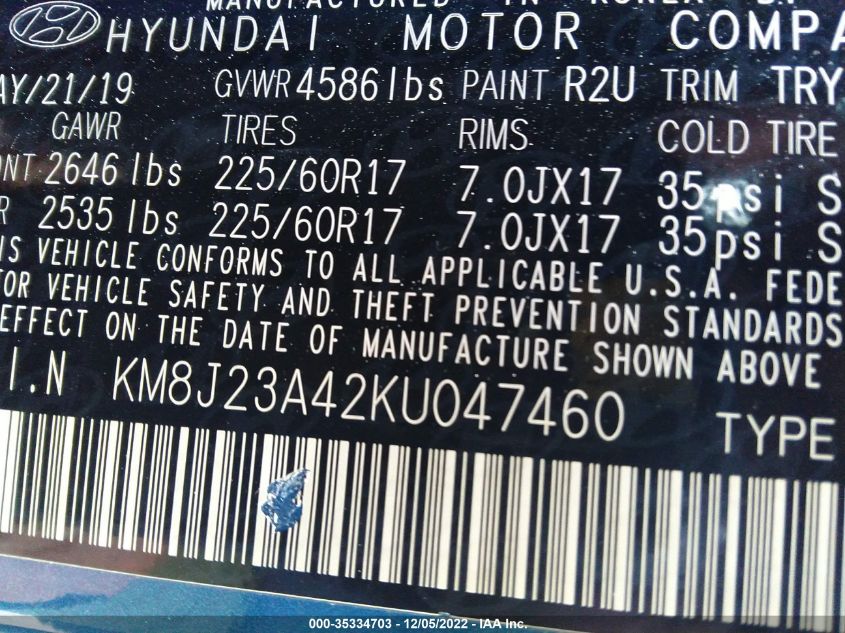 MANUFACTURED IN KOREA BY
HYUNDAI MOTOR COMPA
AY/21/19 GVWR 4586 lbs PAINT R2U TRIM TRY
GAWR TIRES RIMS COLD TIRE
ONT 2646 lbs 225/60R17 7.0JX17 35psi S
R 2535 lbs 225/60R17 7.0JX17 35psi S
IS VEHICLE CONFORMS TO ALL APPLICABLE U.S.A. FEDE
TOR VEHICLE SAFETY AND THEFT PREVENTION STANDARDS
EFFECT ON THE DATE OF MANUFACTURE SHOWN ABOVE
I.N KM8J23A42KU047460 TYPE
000-35334703 - 12/05/2022 - IAA Inc.